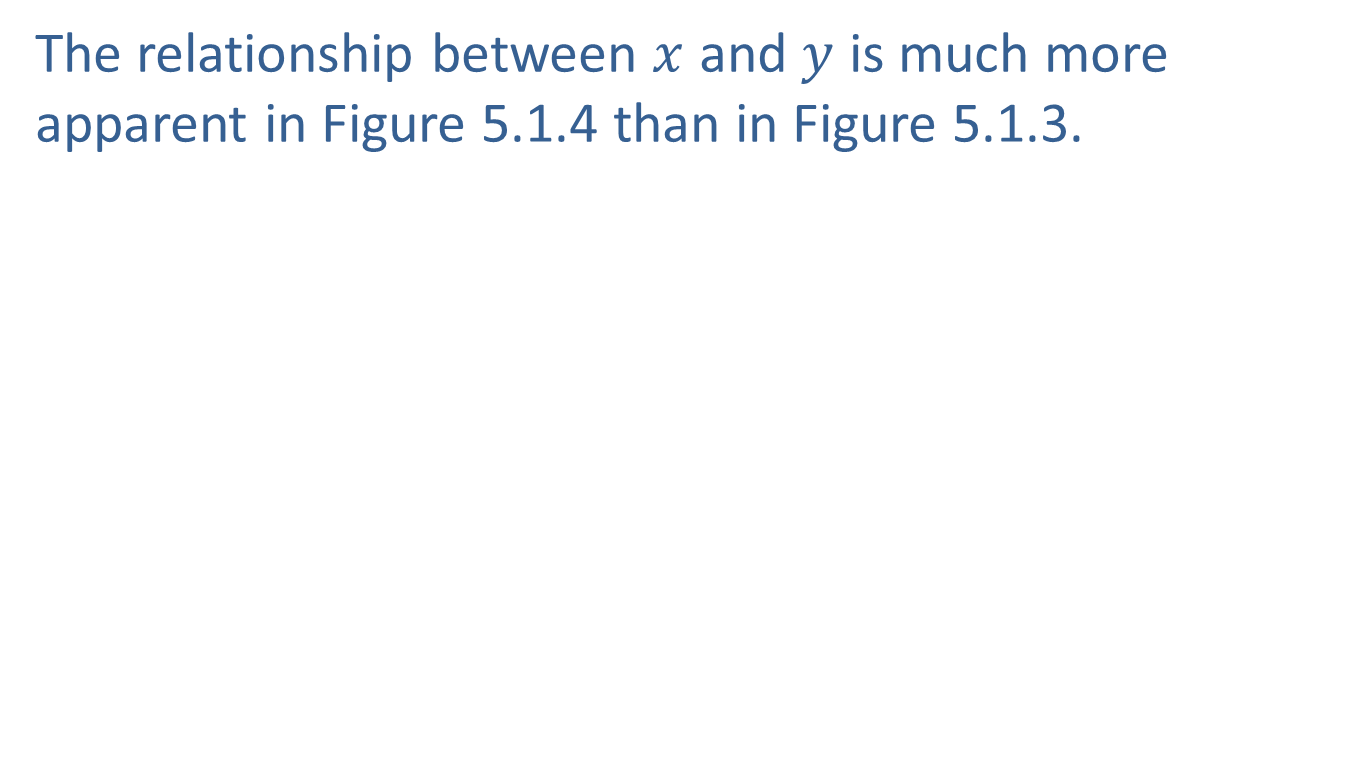 The relationship between 𝑥 and 𝑦 is much more
apparent in Figure 5.1.4 than in Figure 5.1.3.